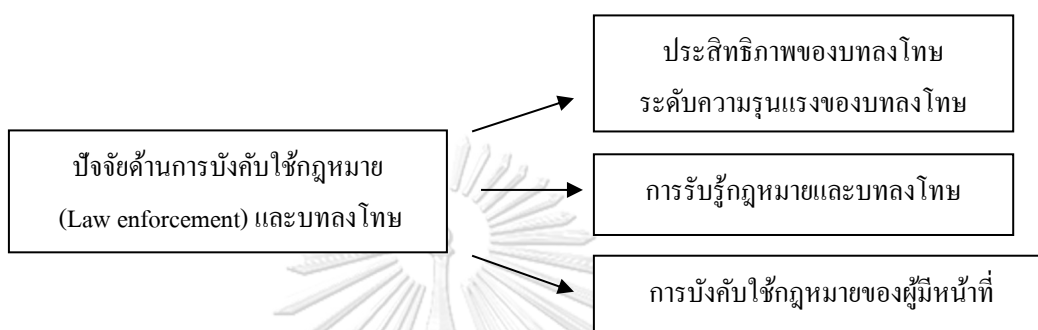 ประสิทธิภาพของบทลงโทษ
ระดับความรุนแรงของบทลงโทษ
ปัจจัยด้านการบังคับใช้กฎหมาย
(Law enforcement) และบทลงโทษ
การรับรู้กฎหมายและบทลงโทษ
การบังคับใช้กฎหมายของผู้มีหน้าที่